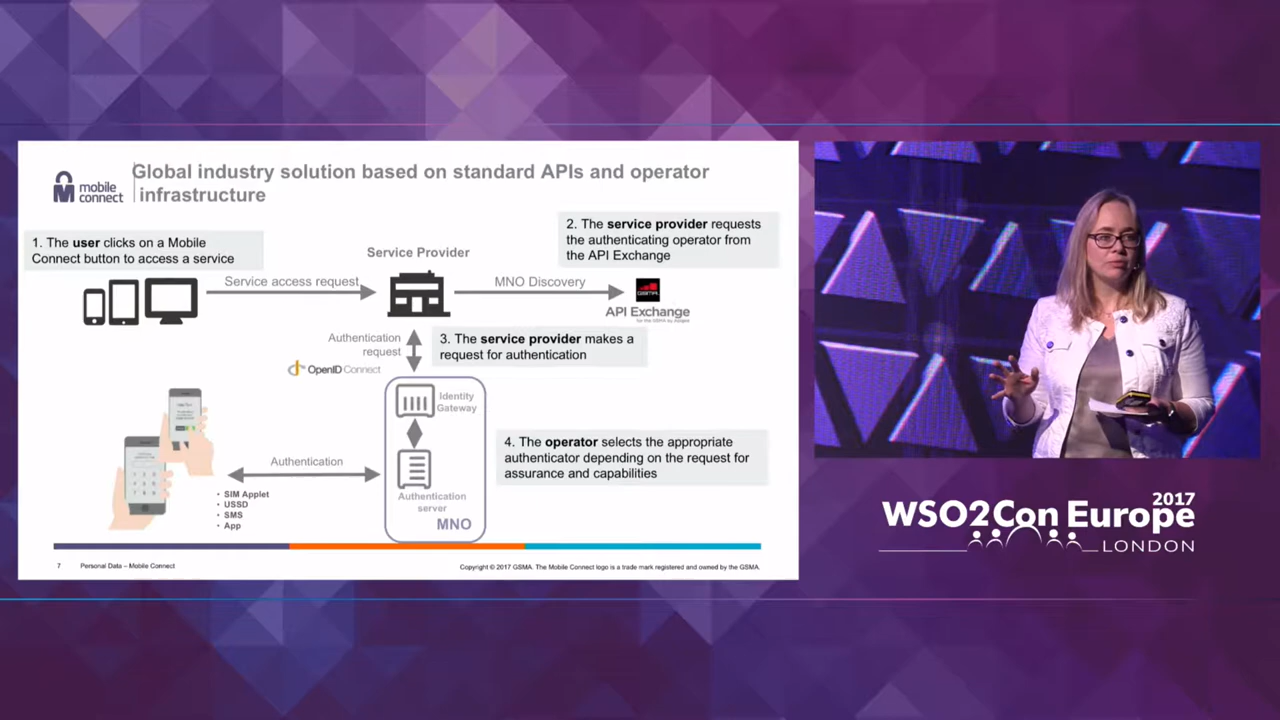 mobile
connect
Global industry solution based on standard APIs and operator
infrastructure
1. The user clicks on a Mobile
Connect button to access a service
Service Provider
2. The service provider requests
the authenticating operator from
the API Exchange
Service access request
MNO Discovery
GSMA
API Exchange
for the GSMA by Apigee
Authentication
request
OpenID Connect
3. The service provider makes a
request for authentication
Identity
Gateway
4. The operator selects the appropriate
authenticator depending on the request for
assurance and capabilities
Authentication
• SIM Applet
• USSD
• SMS
• App
Authentication
server
MNO
7 Personal Data – Mobile Connect
Copyright © 2017 GSMA. The Mobile Connect logo is a trade mark registered and owned by the GSMA.
2017
WSO2Con Europe
LONDON